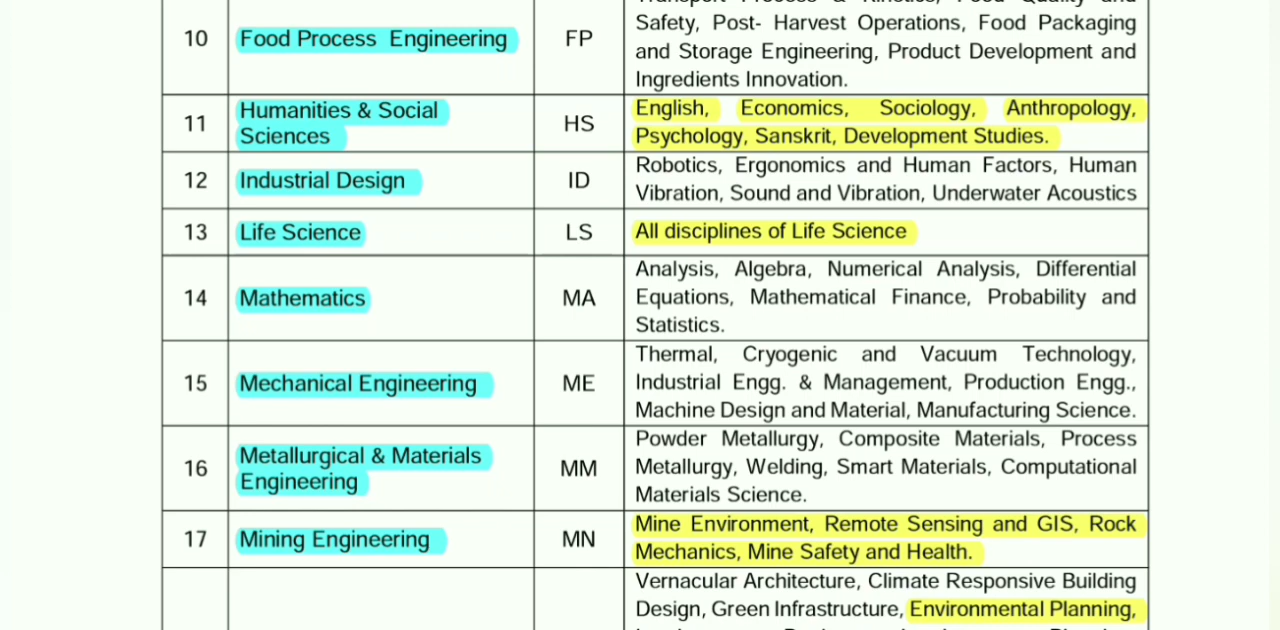 Transport Process & Kinetics, Food Quality and
10 Food Process Engineering FP Safety, Post- Harvest Operations, Food Packaging
and Storage Engineering, Product Development and
Ingredients Innovation.
11 Humanities & Social Sciences HS English, Economics, Sociology, Anthropology,
Psychology, Sanskrit, Development Studies.
12 Industrial Design ID Robotics, Ergonomics and Human Factors, Human
Vibration, Sound and Vibration, Underwater Acoustics
13 Life Science LS All disciplines of Life Science
14 Mathematics MA Analysis, Algebra, Numerical Analysis, Differential
Equations, Mathematical Finance, Probability and
Statistics.
15 Mechanical Engineering ME Thermal, Cryogenic and Vacuum Technology,
Industrial Engg. & Management, Production Engg.,
Machine Design and Material, Manufacturing Science.
16 Metallurgical & Materials Engineering MM Powder Metallurgy, Composite Materials, Process
Metallurgy, Welding, Smart Materials, Computational
Materials Science.
17 Mining Engineering MN Mine Environment, Remote Sensing and GIS, Rock
Mechanics, Mine Safety and Health.
Vernacular Architecture, Climate Responsive Building
Design, Green Infrastructure, Environmental Planning,